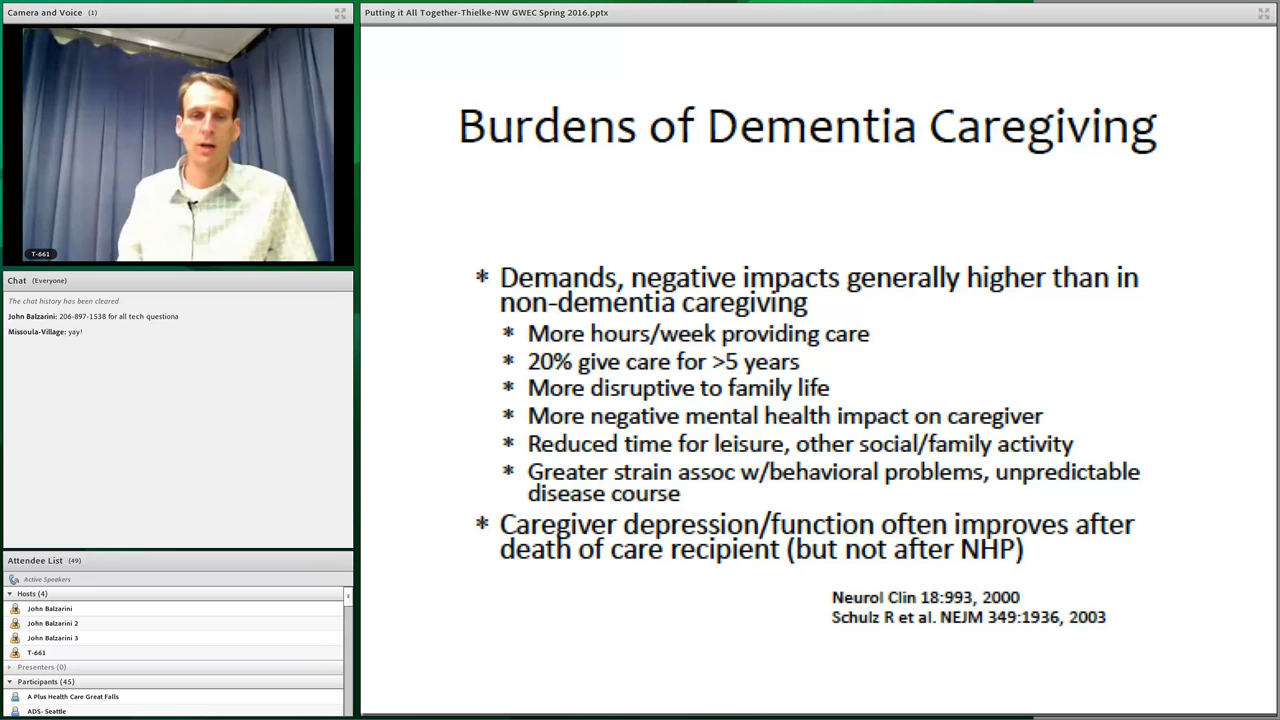 Camera and Voice (1)
T-661
Chat (Everyone)
The chat history has been cleared
John Balzarini: 206-897-1538 for all tech questiona
Missoula-Village: yay!
Attendee List (49)
Active Speakers
Hosts (4)
John Balzarini
John Balzarini 2
John Balzarini 3
T-661
Presenters (0)
Participants (45)
A Plus Health Care Great Falls
ADS- Seattle
Putting it All Together-Thielke-NW GWEC Spring 2016.pptx
Burdens of Dementia Caregiving
* Demands, negative impacts generally higher than in
non-dementia caregiving
* More hours/week providing care
* 20% give care for >5 years
* More disruptive to family life
* More negative mental health impact on caregiver
* Reduced time for leisure, other social/family activity
* Greater strain assoc w/behavioral problems, unpredictable
disease course
* Caregiver depression/function often improves after
death of care recipient (but not after NHP)
Neurol Clin 18:993, 2000
Schulz R et al. NEJM 349:1936, 2003